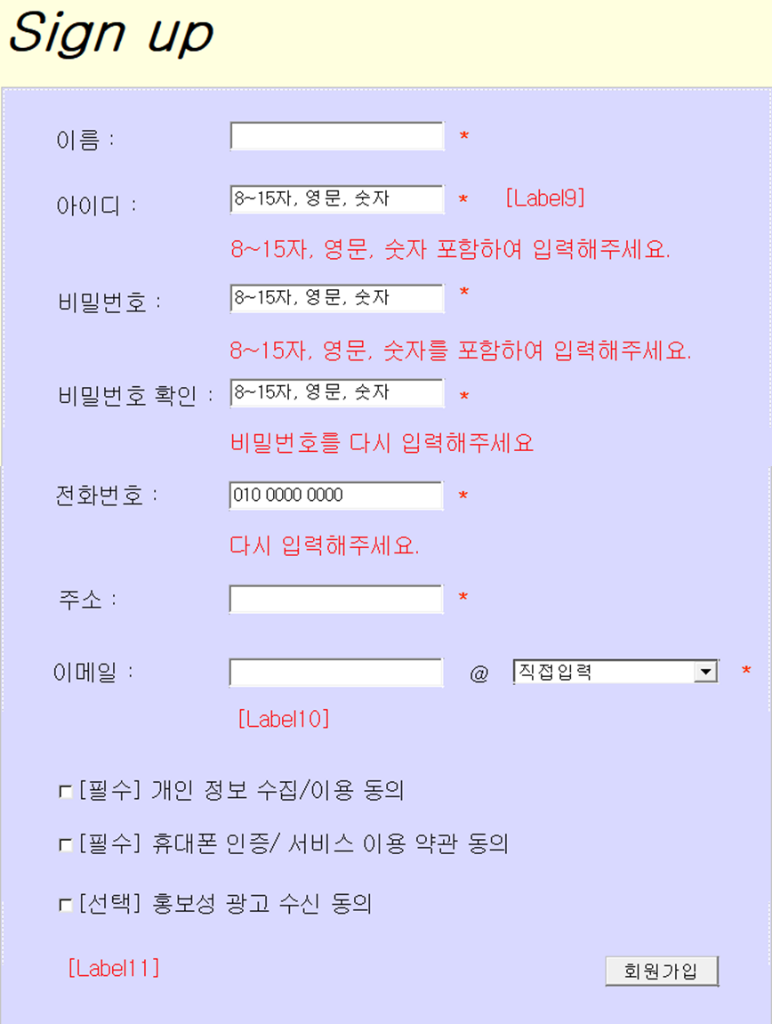 Sign up
이름 : *
아이디 : 8~15자, 영문, 숫자 * [Label9]
8~15자, 영문, 숫자 포함하여 입력해주세요.
비밀번호 : 8~15자, 영문, 숫자 *
8~15자, 영문, 숫자를 포함하여 입력해주세요.
비밀번호 확인 : 8~15자, 영문, 숫자 *
비밀번호를 다시 입력해주세요
전화번호 : 010 0000 0000 *
다시 입력해주세요.
주소 : *
이메일 : @ 직접입력 *
[Label10]
[필수] 개인 정보 수집/이용 동의
[필수] 휴대폰 인증/ 서비스 이용 약관 동의
[선택] 홍보성 광고 수신 동의
[Label11] 회원가입